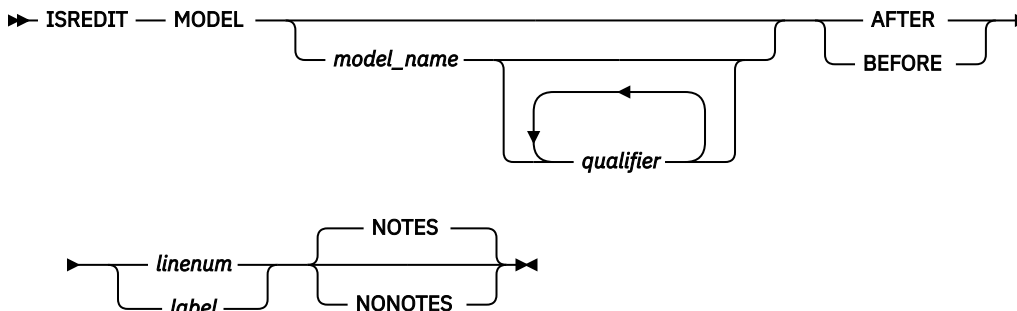 ISREDIT MODEL AFTER
model_name BEFORE
qualifier
NOTES
linenum
label NONOTES